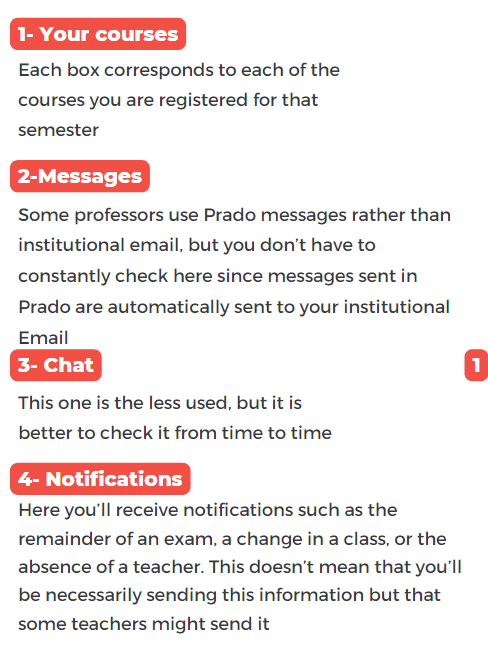 1- Your courses
Each box corresponds to each of the
courses you are registered for that
semester
2-Messages
Some professors use Prado messages rather than
institutional email, but you don’t have to
constantly check here since messages sent in
Prado are automatically sent to your institutional
Email
3- Chat
1
This one is the less used, but it is
better to check it from time to time
4- Notifications
Here you’ll receive notifications such as the
remainder of an exam, a change in a class, or the
absence of a teacher. This doesn’t mean that you’ll
be necessarily sending this information but that
some teachers might send it